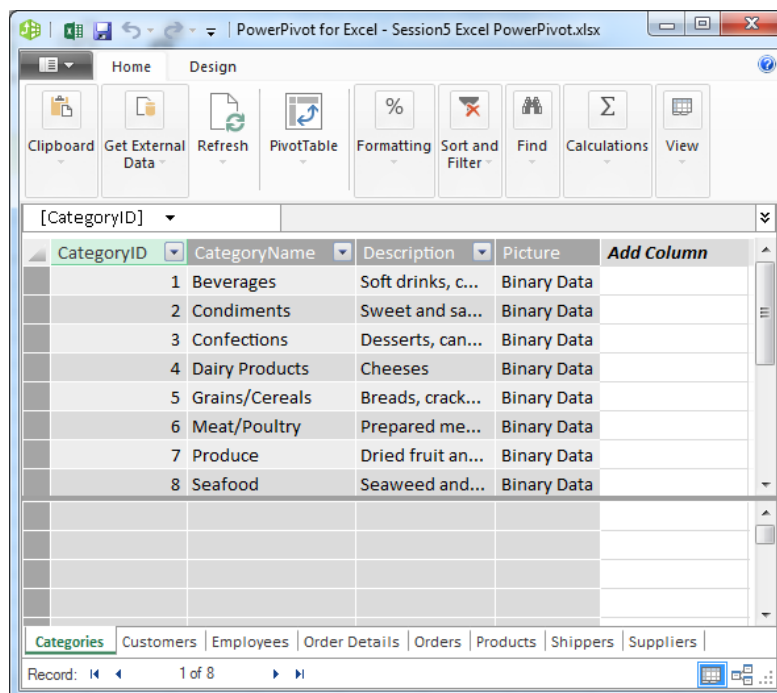 PowerPivot for Excel - Session5 Excel PowerPivot.xlsx
Home Design
Clipboard Get External Data Refresh PivotTable Formatting Sort and Filter Find Calculations View
[CategoryID]
CategoryID CategoryName Description Picture Add Column
1 Beverages Soft drinks, c... Binary Data
2 Condiments Sweet and sa... Binary Data
3 Confections Desserts, can... Binary Data
4 Dairy Products Cheeses Binary Data
5 Grains/Cereals Breads, crack... Binary Data
6 Meat/Poultry Prepared me... Binary Data
7 Produce Dried fruit an... Binary Data
8 Seafood Seaweed and... Binary Data
Categories Customers Employees Order Details Orders Products Shippers Suppliers
Record: 1 of 8